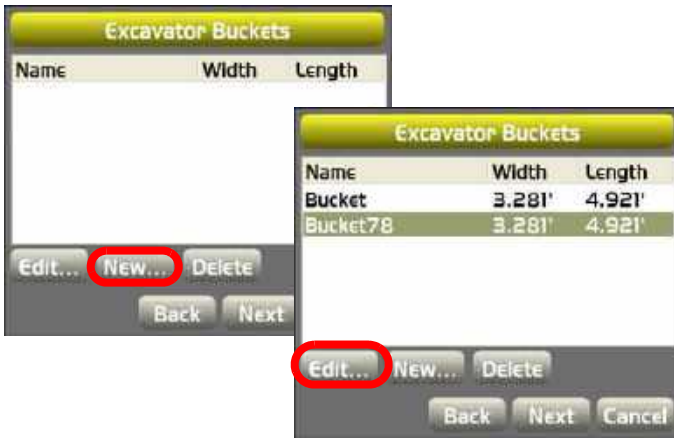 Excavator Buckets
Name Width Length
Edit... New... Delete
Back Next
Excavator Buckets
Name Width Length
Bucket 3.281' 4.921'
Bucket78 3.281' 4.921'
Edit... New... Delete
Back Next Cancel